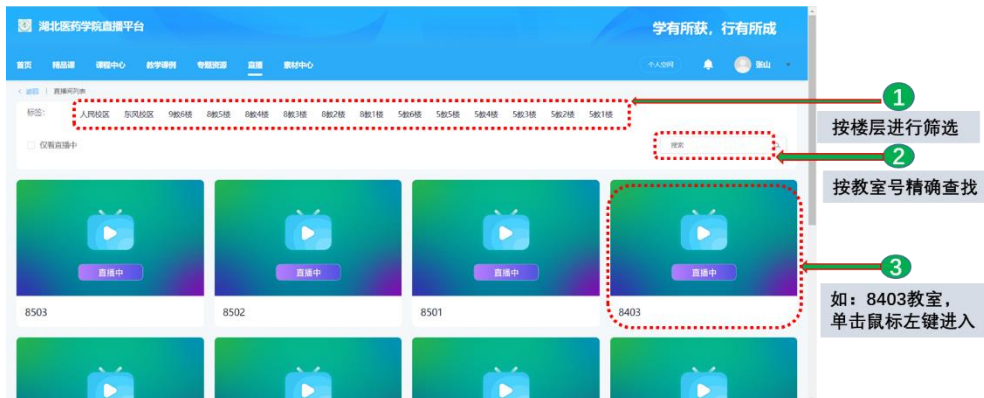 湖北医药学院直播平台
学有所获，行有所成
首页 精品课 课程中心 教学课例 专题资源 直播 素材中心
个人空间 张山
< 返回 | 直播间列表
标签： 人民校区 东风校区 9教6楼 8教5楼 8教4楼 8教3楼 8教2楼 8教1楼 5教6楼 5教5楼 5教4楼 5教3楼 5教2楼 5教1楼
仅看直播中
搜索
1
按楼层进行筛选
2
按教室号精确查找
直播中 直播中 直播中 直播中
8503 8502 8501 8403
3
如：8403教室，
单击鼠标左键进入